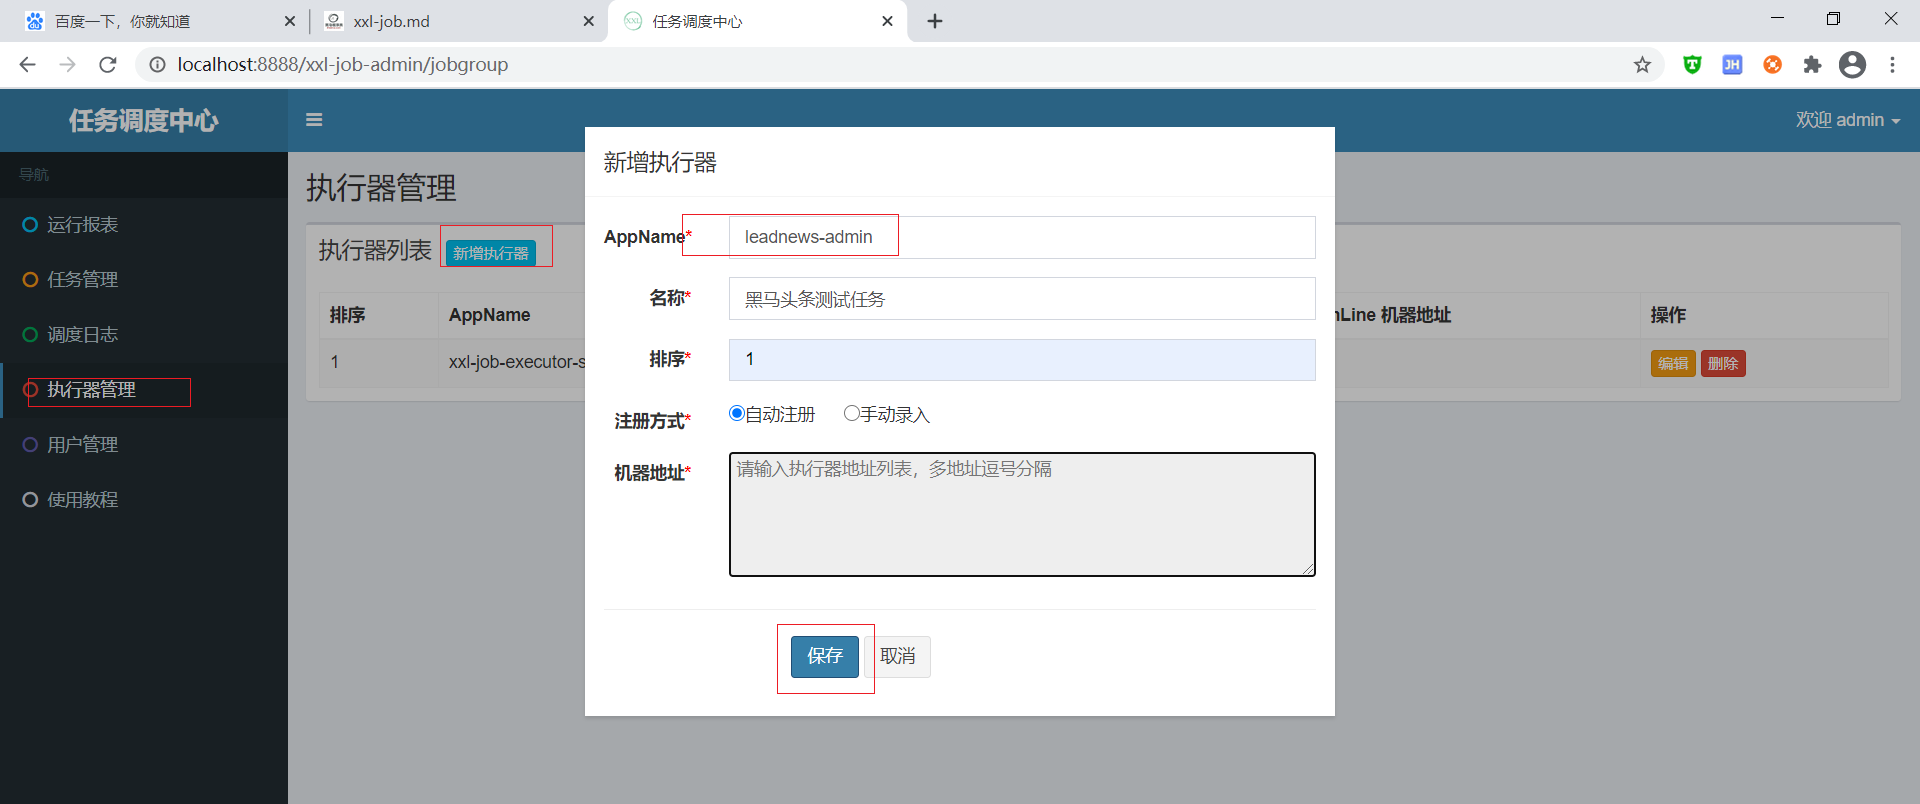 百度一下，你就知道
xxl-job.md
任务调度中心
localhost:8888/xxl-job-admin/jobgroup
任务调度中心
欢迎 admin
导航
运行报表
任务管理
调度日志
执行器管理
用户管理
使用教程
执行器管理
执行器列表 新增执行器
排序 AppName nLine 机器地址 操作
1 xxl-job-executor-s 编辑 删除
新增执行器
AppName* leadnews-admin
名称* 黑马头条测试任务
排序* 1
注册方式* 自动注册 手动录入
机器地址* 请输入执行器地址列表，多地址逗号分隔
保存 取消